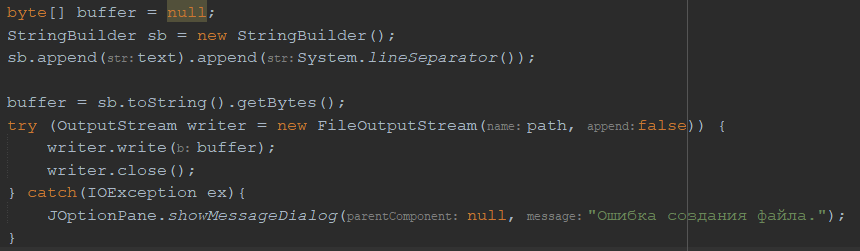 byte[] buffer = null;
StringBuilder sb = new StringBuilder();
sb.append(str: text).append(str: System.lineSeparator());
buffer = sb.toString().getBytes();
try (OutputStream writer = new FileOutputStream(name: path, append: false)) {
    writer.write(b: buffer);
    writer.close();
} catch(IOException ex){
    JOptionPane.showMessageDialog(parentComponent: null, message: "Ошибка создания файла.");
}